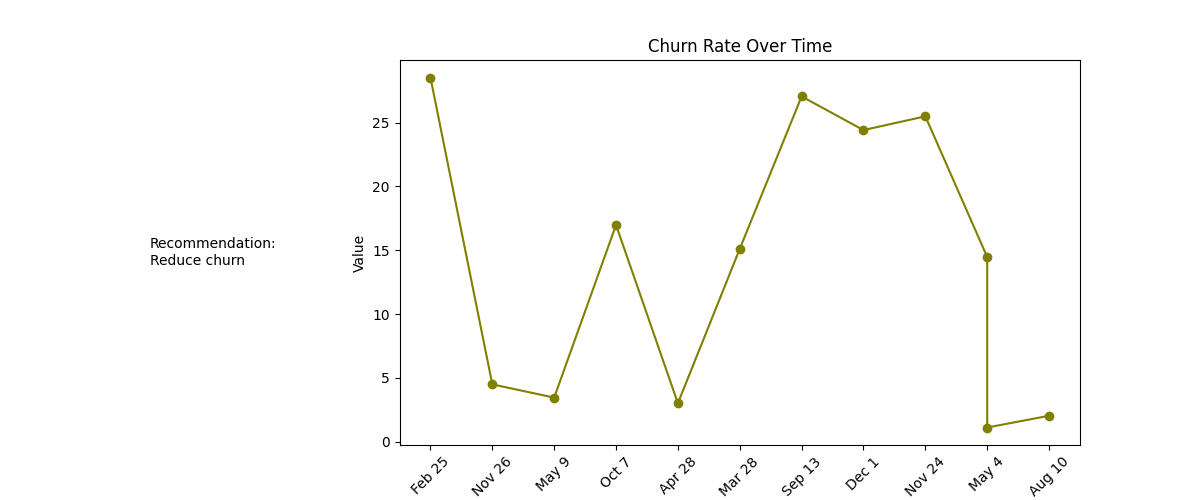 Churn Rate Over Time
Recommendation:
Reduce churn
Value
25
20
15
10
5
0
Feb 25
Nov 26
May 9
Oct 7
Apr 28
Mar 28
Sep 13
Dec 1
Nov 24
May 4
Aug 10